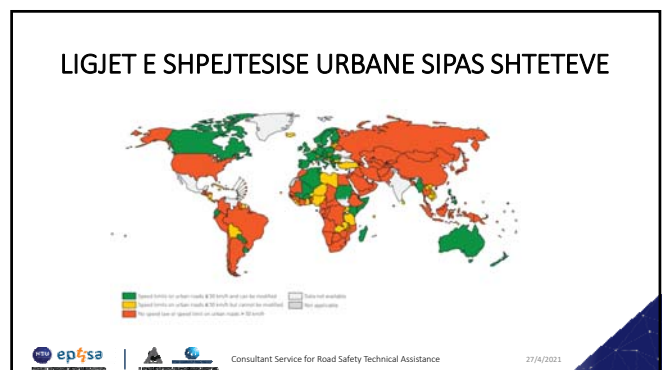 LIGJET E SHPEJTESISE URBANE SIPAS SHTETEVE
Speed limits on urban roads ≤ 50 km/h and can be modified
Data not available
Speed limits on urban roads ≤ 50 km/h but cannot be modified
Not applicable
No speed law or speed limit on urban roads > 50 km/h
NTU
eptisa
Consultant Service for Road Safety Technical Assistance
27/4/2021